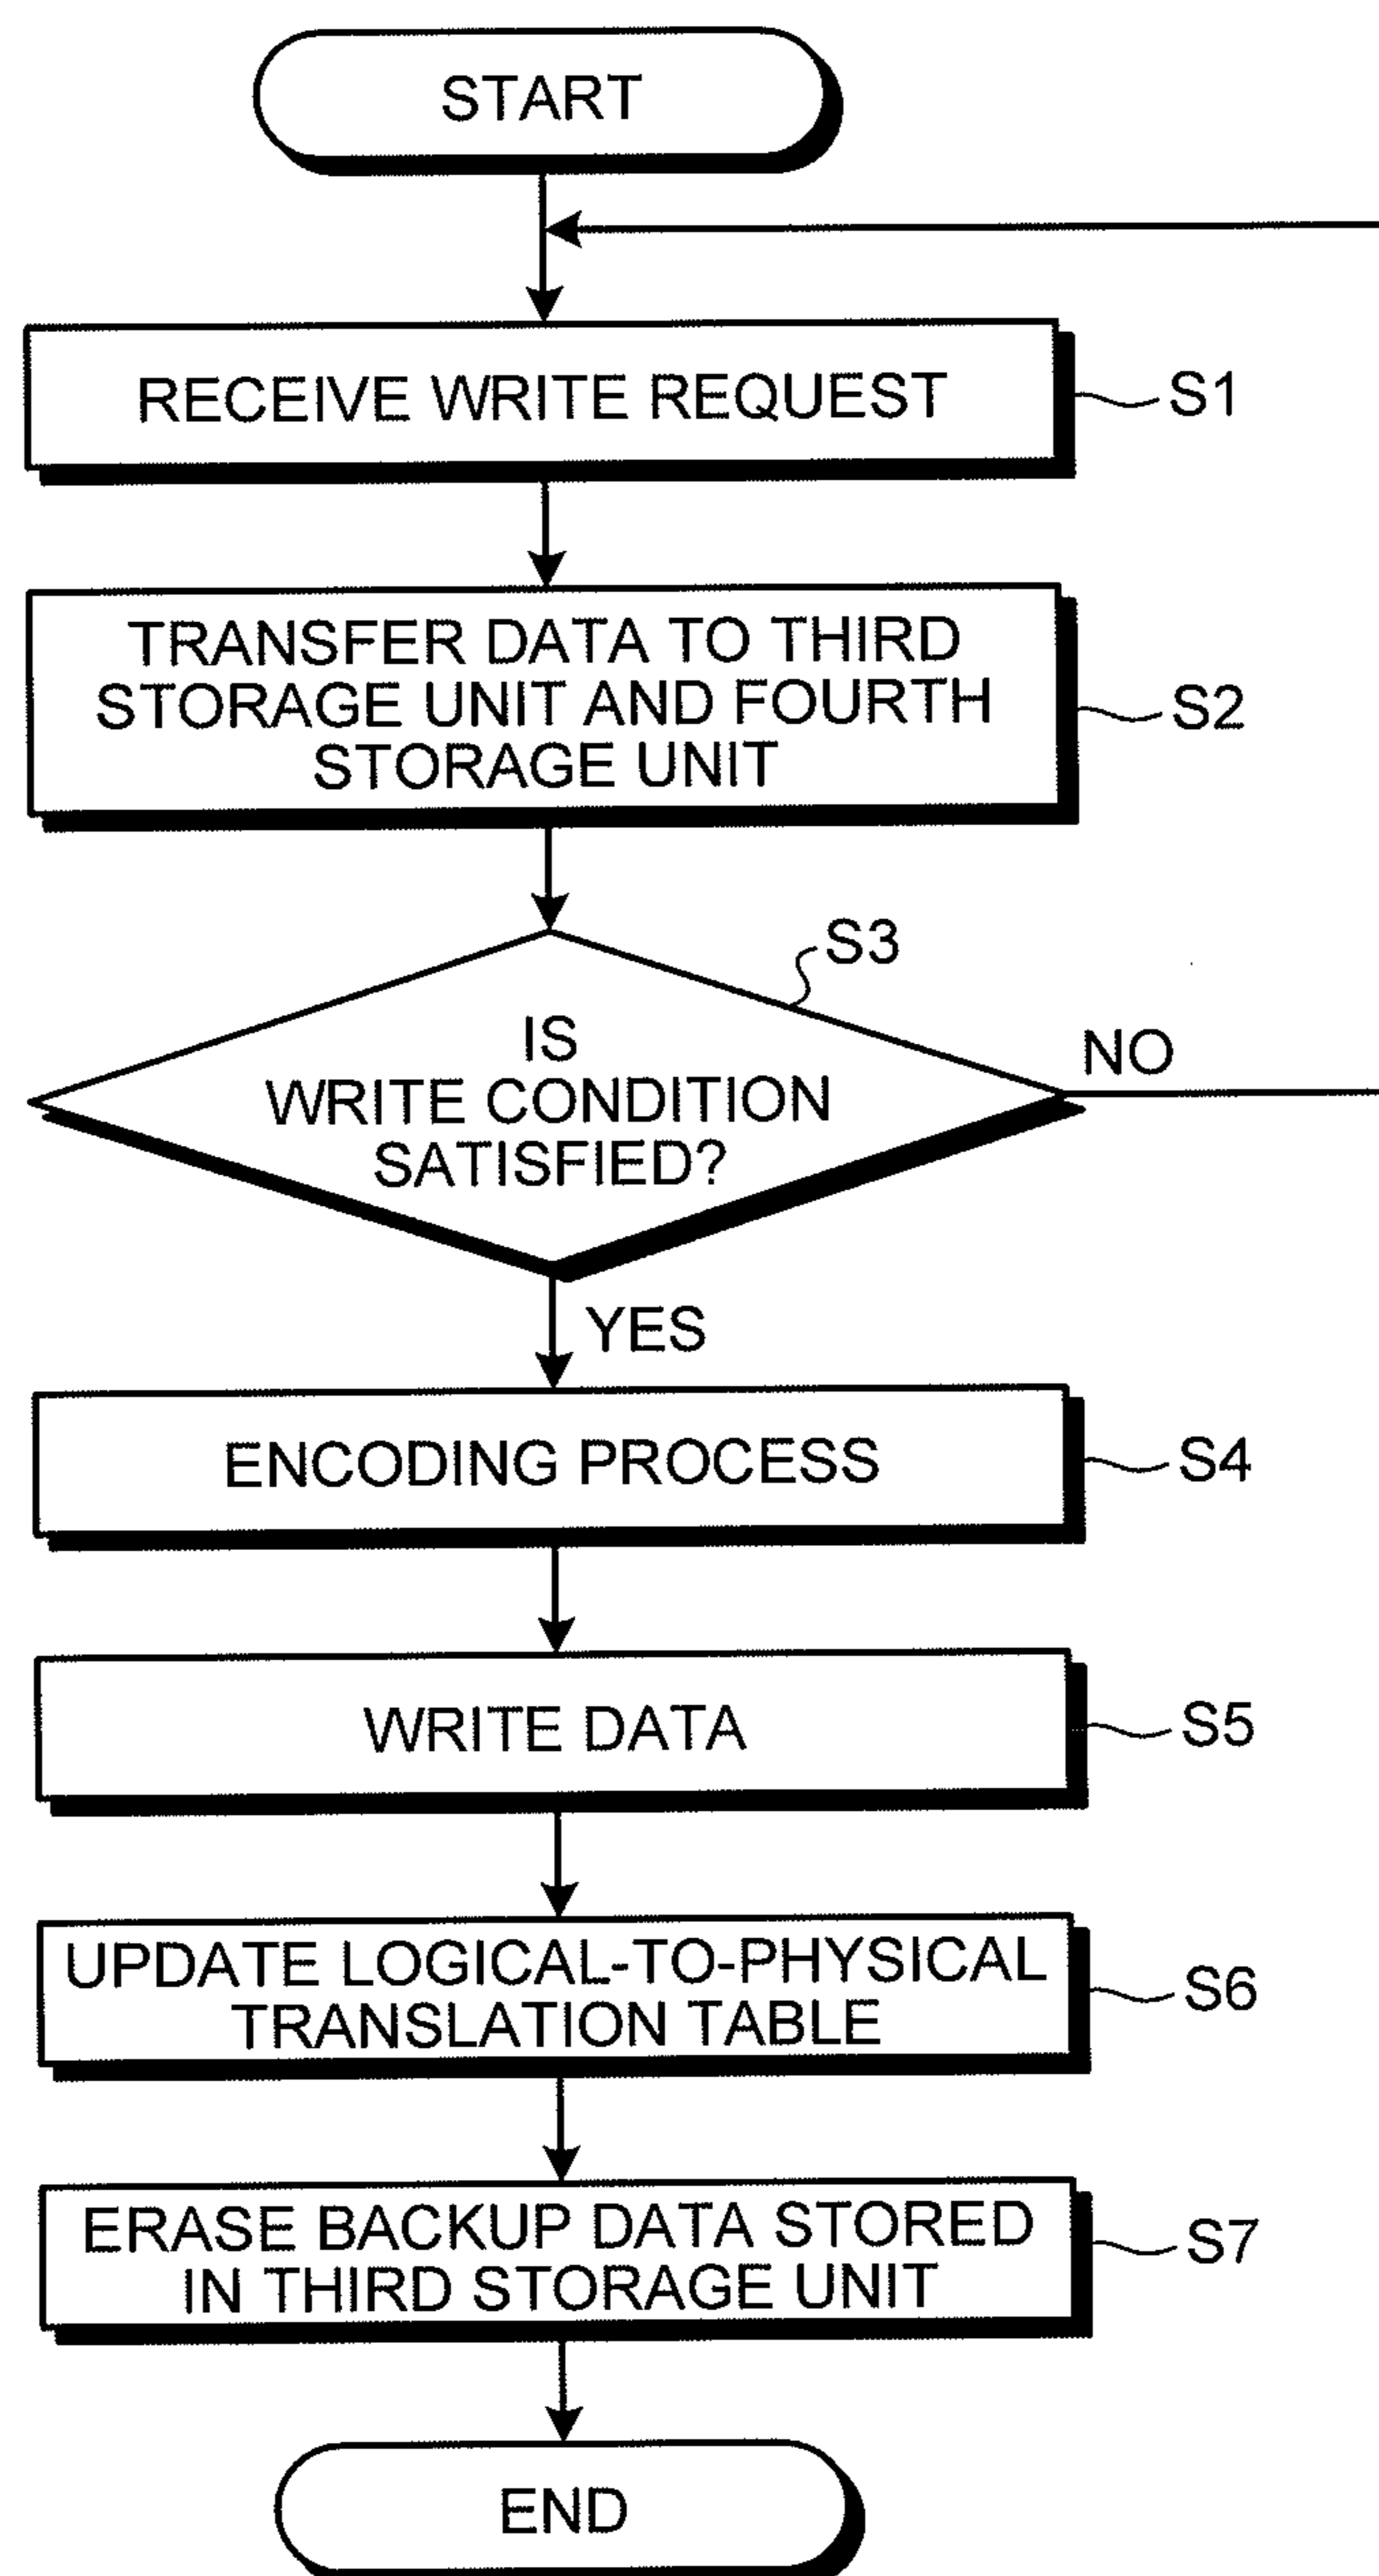 START
RECEIVE WRITE REQUEST
S1
TRANSFER DATA TO THIRD
STORAGE UNIT AND FOURTH
STORAGE UNIT
S2
S3
IS
WRITE CONDITION
SATISFIED?
NO
YES
ENCODING PROCESS
S4
WRITE DATA
S5
UPDATE LOGICAL-TO-PHYSICAL
TRANSLATION TABLE
S6
ERASE BACKUP DATA STORED
IN THIRD STORAGE UNIT
S7
END